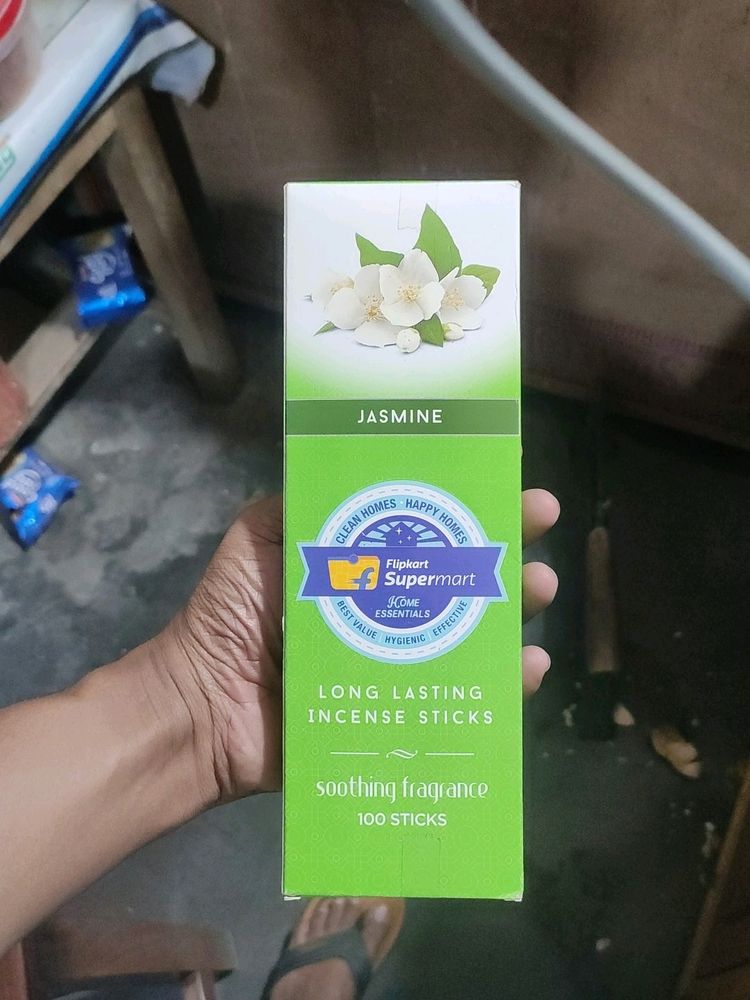 JASMINE
CLEAN HOMES · HAPPY HOMES
Flipkart
Supermart
HOME
ESSENTIALS
BEST VALUE | HYGIENIC | EFFECTIVE
LONG LASTING
INCENSE STICKS
soothing fragrance
100 STICKS